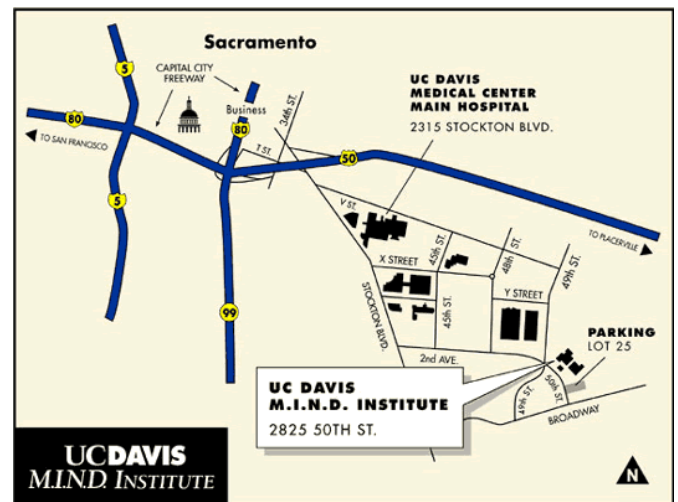 Sacramento
CAPITAL CITY
FREEWAY
5
80
TO SAN FRANCISCO
Business
80
34th ST.
T ST.
50
UC DAVIS
MEDICAL CENTER
MAIN HOSPITAL
2315 STOCKTON BLVD.
TO PLACERVILLE
5
99
V ST.
X STREET
45th ST.
48th ST.
49th ST.
Y STREET
45th ST.
STOCKTON BLVD.
2nd AVE.
PARKING
LOT 25
UC DAVIS
M.I.N.D. INSTITUTE
2825 50TH ST.
49th ST.
50th ST.
BROADWAY
UCDAVIS
M.I.N.D. INSTITUTE
N